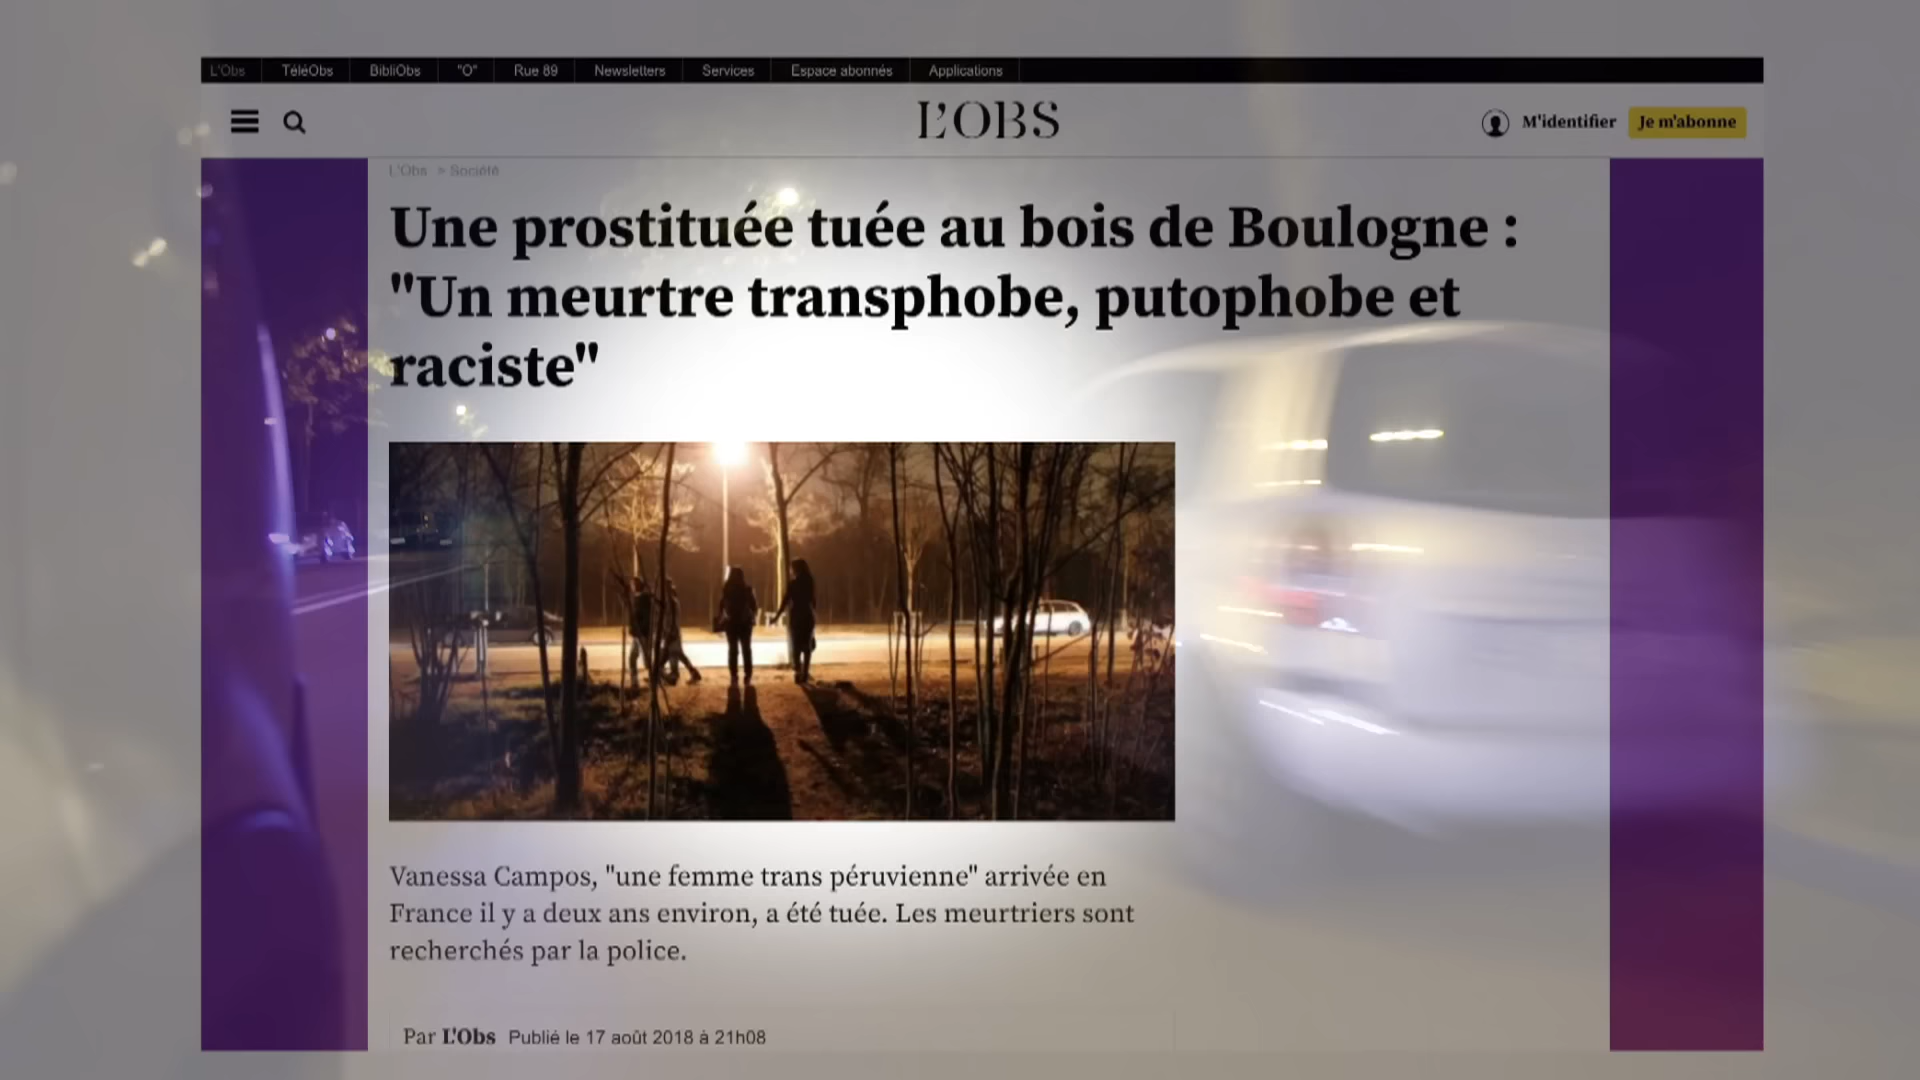 L'Obs TéléObs BibliObs "O" Rue 89 Newsletters Services Espace abonnés Applications
L'OBS
M'identifier Je m'abonne
L'Obs > Société
Une prostituée tuée au bois de Boulogne :
"Un meurtre transphobe, putophobe et
raciste"
Vanessa Campos, "une femme trans péruvienne" arrivée en
France il y a deux ans environ, a été tuée. Les meurtriers sont
recherchés par la police.
Par L'Obs Publié le 17 août 2018 à 21h08